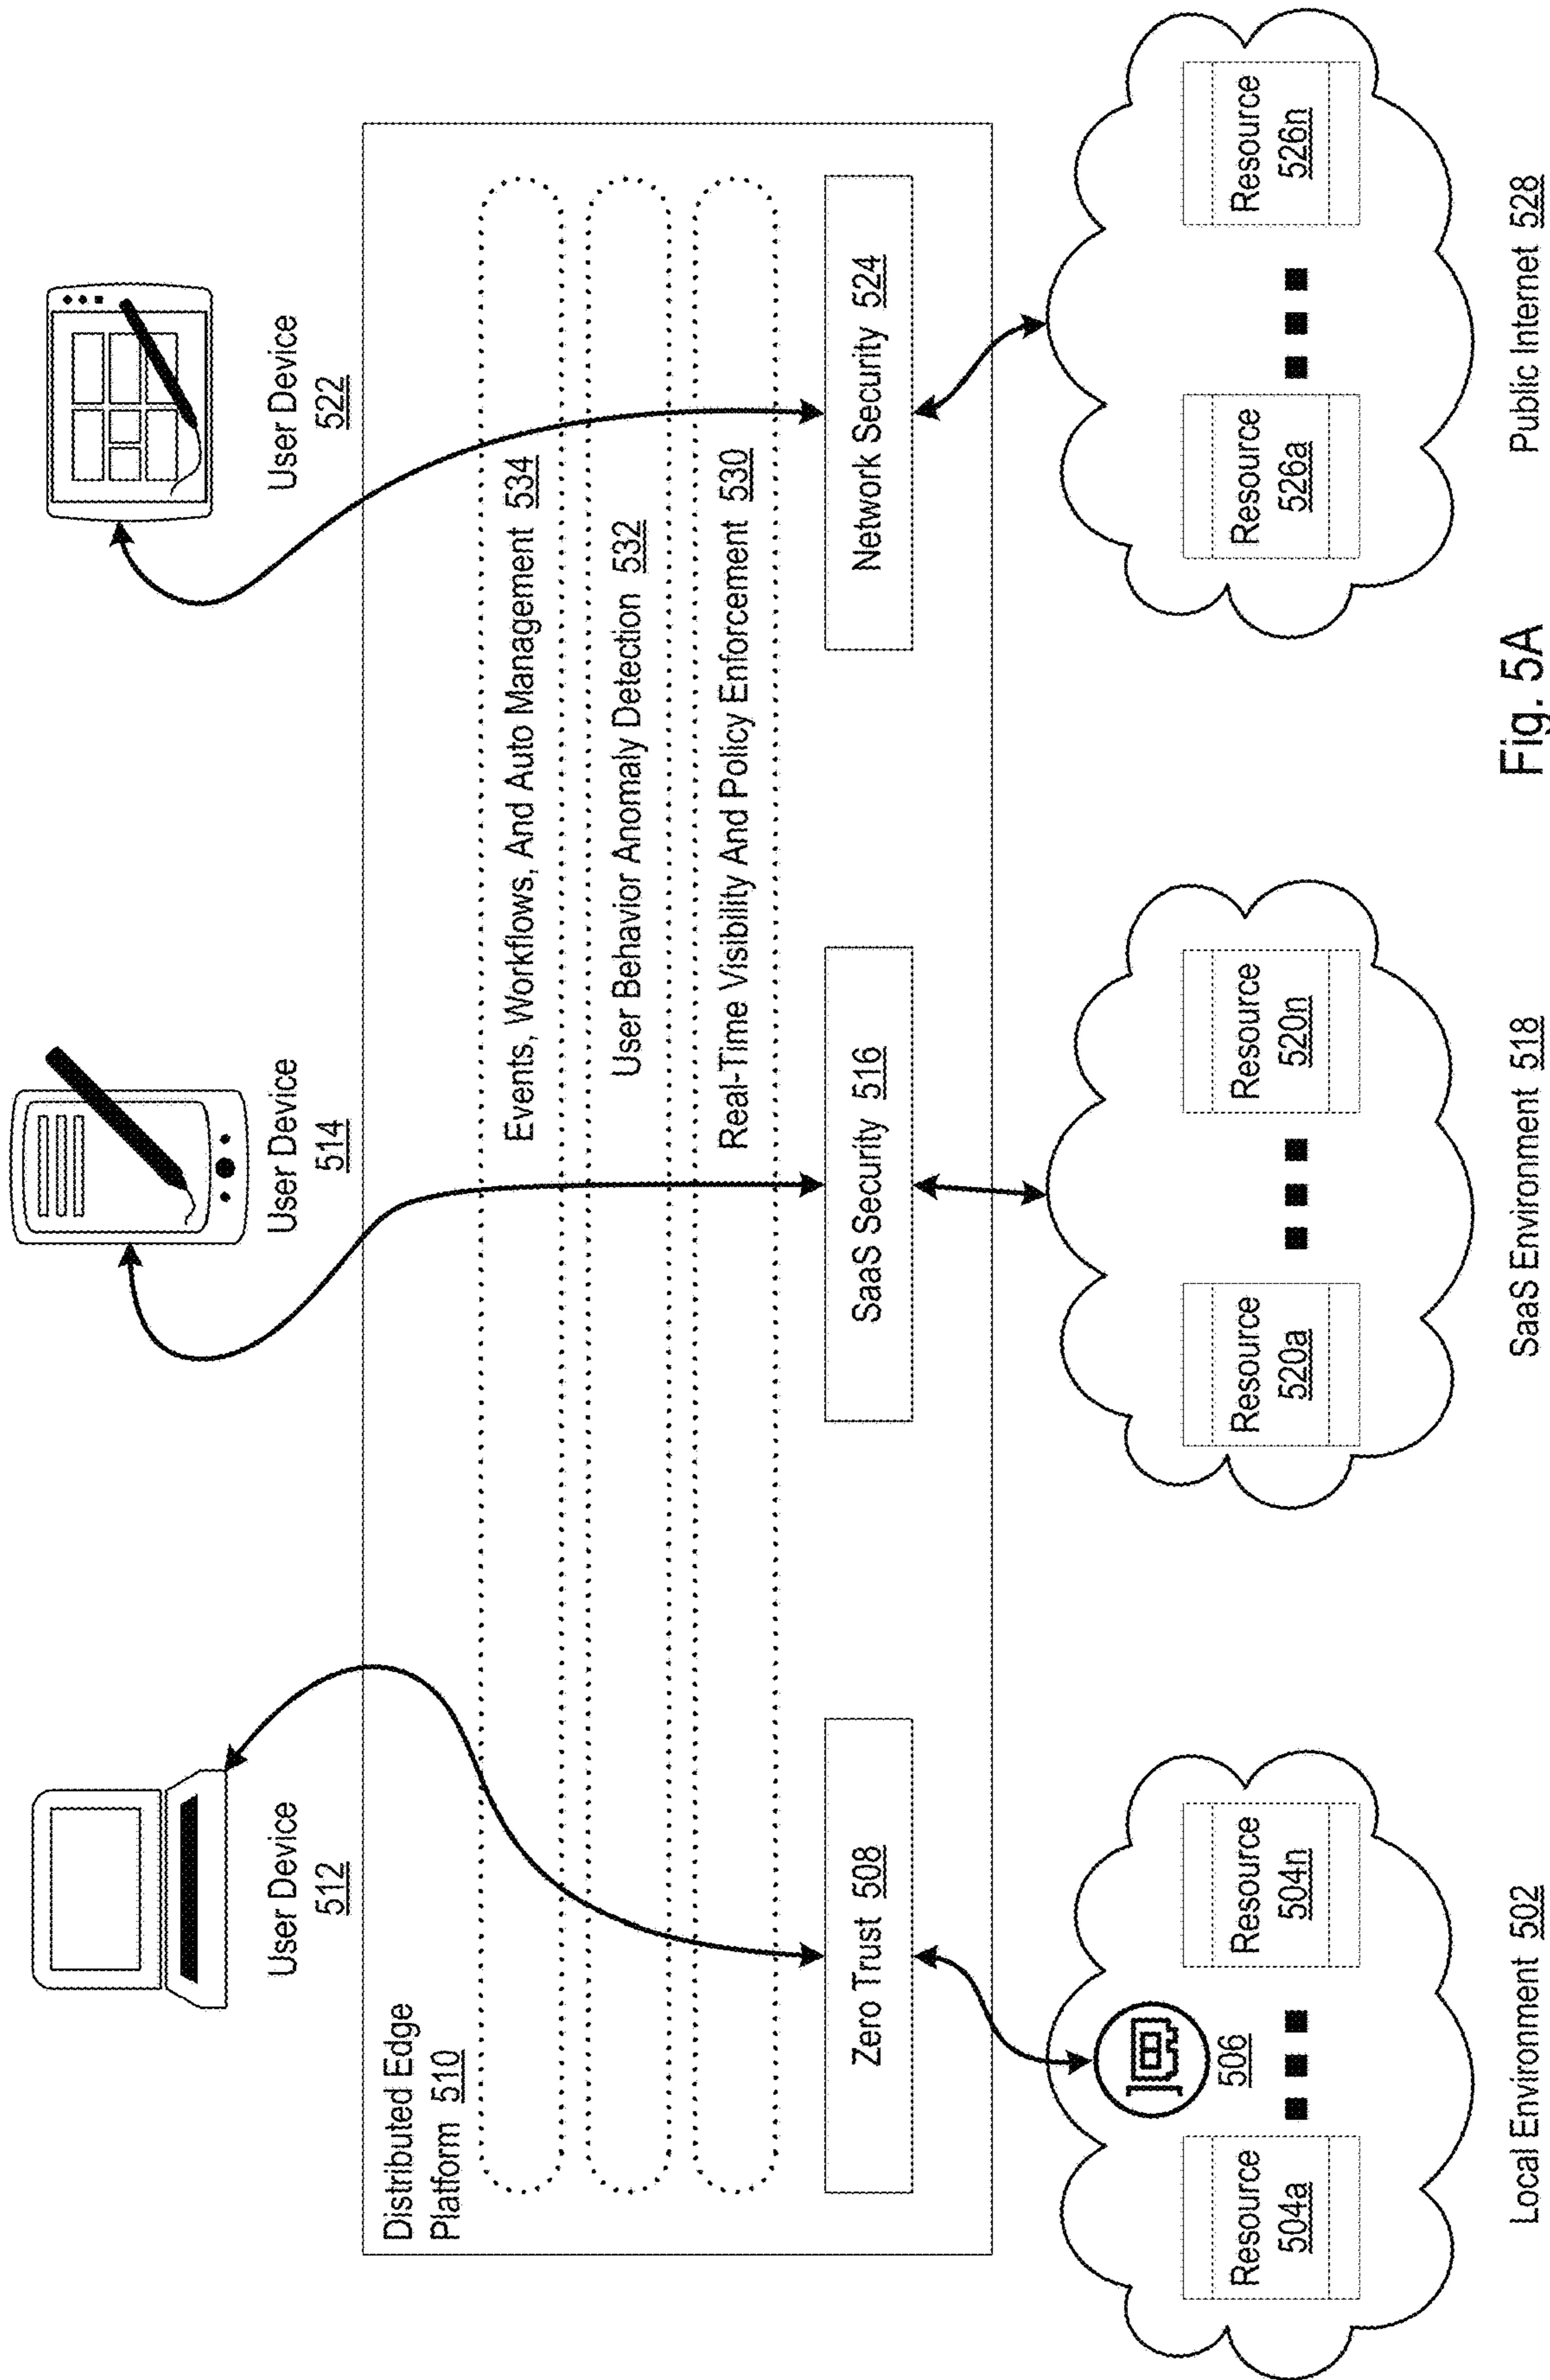 User Device
512
User Device
514
User Device
522
Distributed Edge
Platform 510
Events, Workflows, And Auto Management 534
User Behavior Anomaly Detection 532
Real-Time Visibility And Policy Enforcement 530
Zero Trust 508
SaaS Security 516
Network Security 524
506
Resource
504a
Resource
504n
Resource
520a
Resource
520n
Resource
526a
Resource
526n
Local Environment 502
SaaS Environment 518
Public Internet 528
Fig. 5A